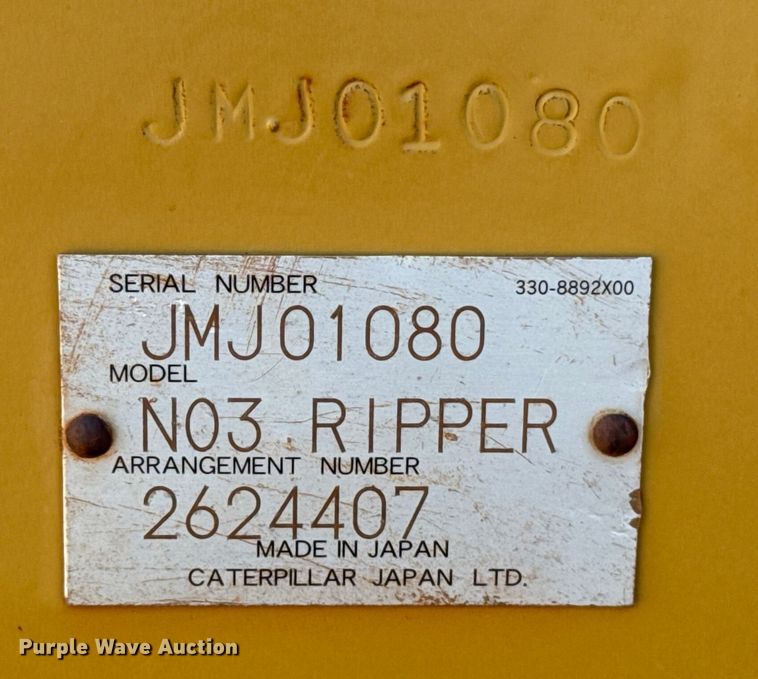 JMJ01080
SERIAL NUMBER 330-8892X00
JMJ01080
MODEL
NO3 RIPPER
ARRANGEMENT NUMBER
2624407
MADE IN JAPAN
CATERPILLAR JAPAN LTD.
Purple Wave Auction